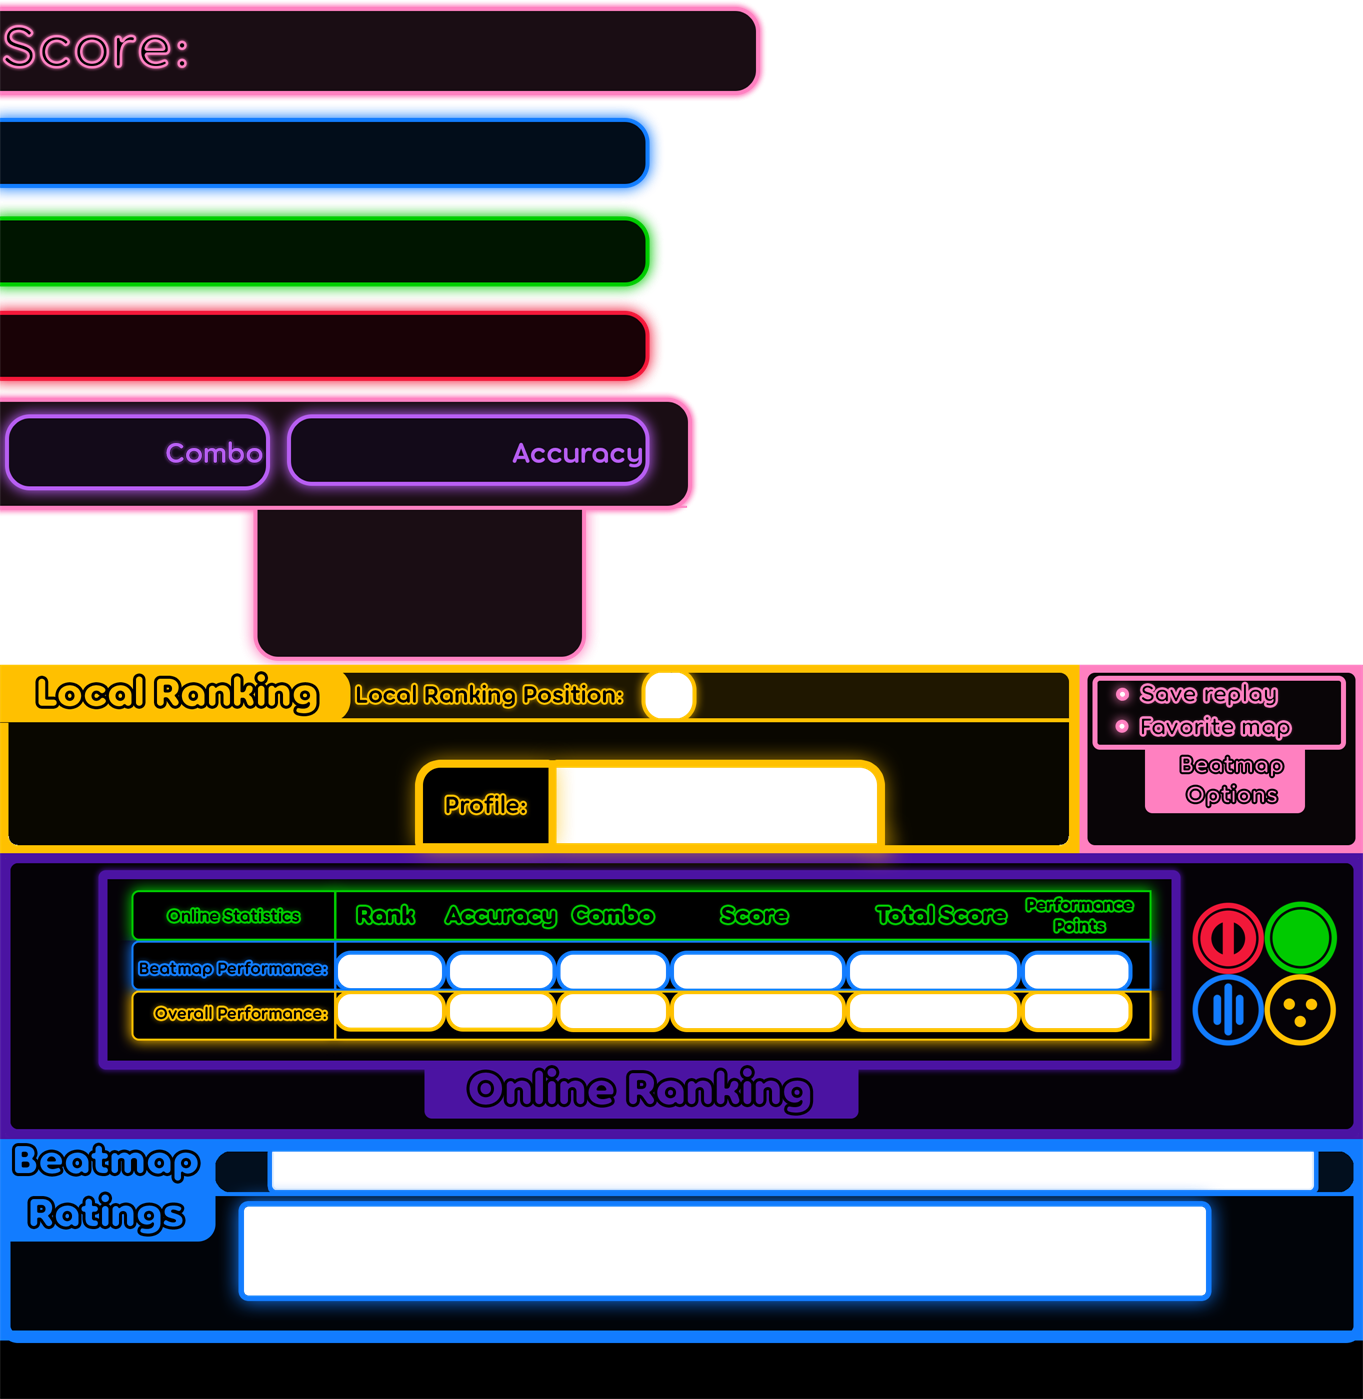 Score:
Combo
Accuracy
Local Ranking
Local Ranking Position:
Save replay
Favorite map
Beatmap
Options
Profile:
Online Statistics
Rank
Accuracy
Combo
Score
Total Score
Performance
Points
Beatmap Performance:
Overall Performance:
Online Ranking
Beatmap
Ratings